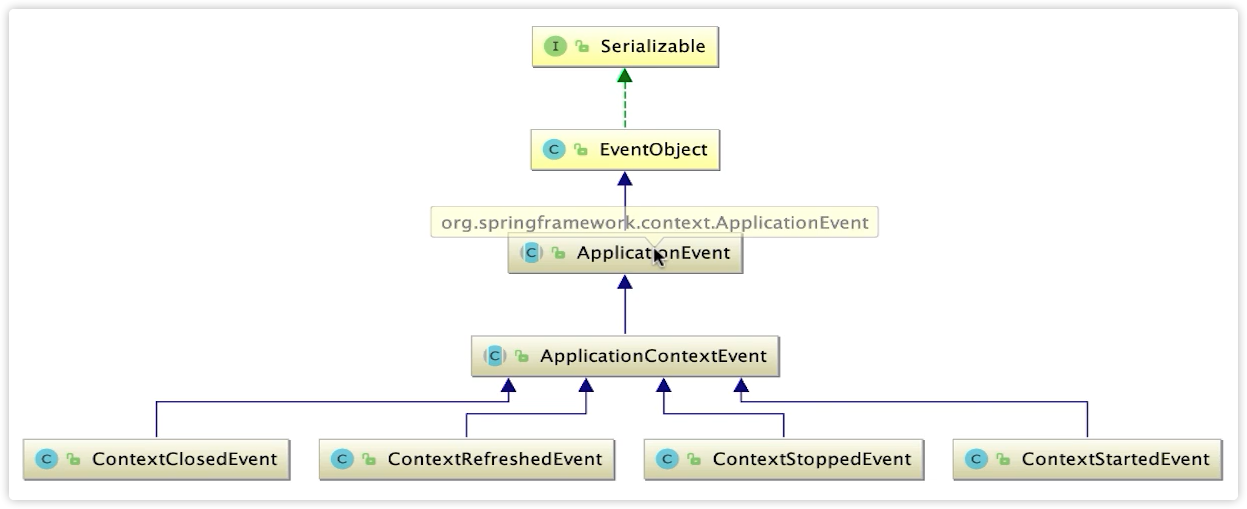 I Serializable
C EventObject
org.springframework.context.ApplicationEvent
C ApplicationEvent
C ApplicationContextEvent
C ContextClosedEvent
C ContextRefreshedEvent
C ContextStoppedEvent
C ContextStartedEvent